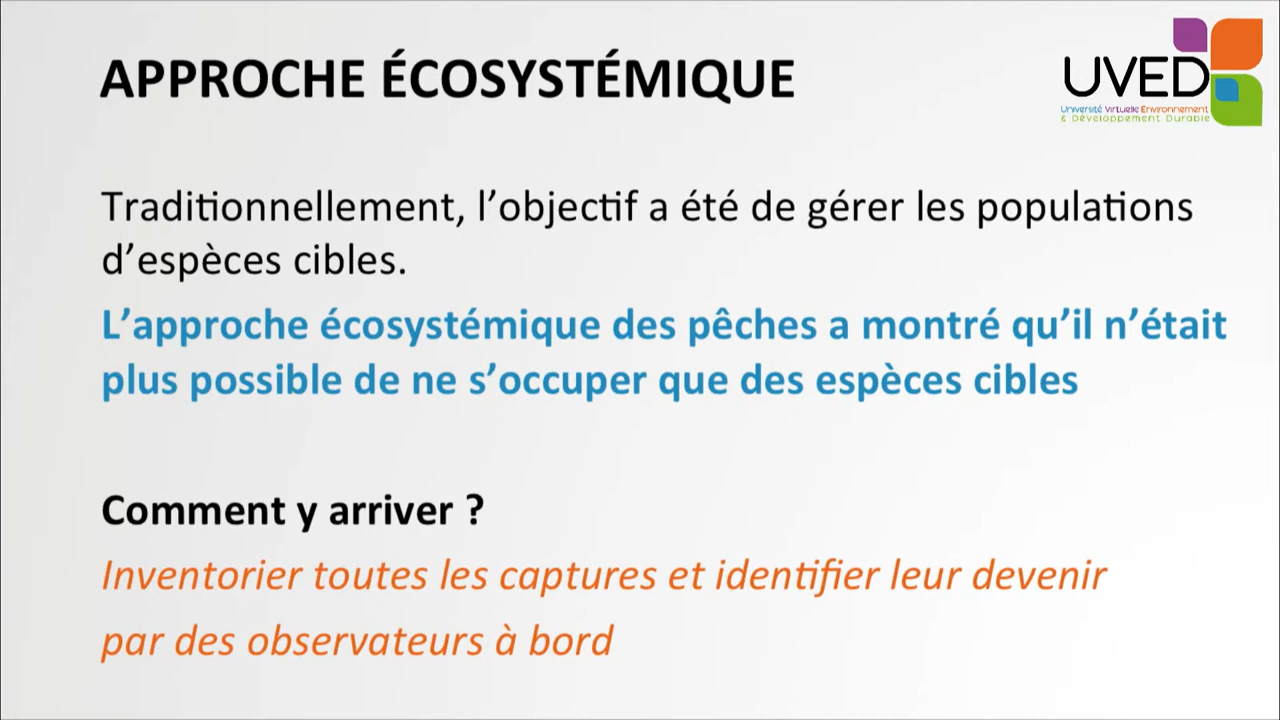 APPROCHE ÉCOSYSTÉMIQUE
UVED
Université Virtuelle Environnement
& Développement Durable
Traditionnellement, l’objectif a été de gérer les populations
d’espèces cibles.
L’approche écosystémique des pêches a montré qu’il n’était
plus possible de ne s’occuper que des espèces cibles
Comment y arriver ?
Inventorier toutes les captures et identifier leur devenir
par des observateurs à bord